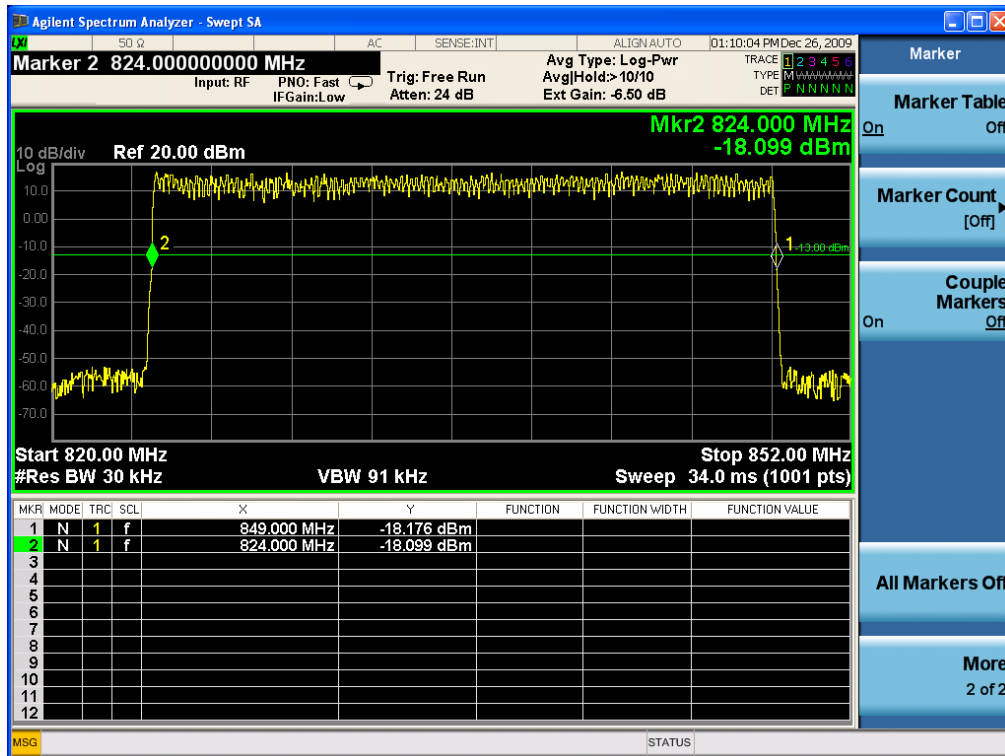 Agilent Spectrum Analyzer - Swept SA
LXI 50 Ω AC SENSE:INT ALIGNAUTO 01:10:04 PM Dec 26, 2009
Marker 2 824.000000000 MHz
Input: RF PNO: Fast IFGain:Low
Trig: Free Run
Atten: 24 dB
Avg Type: Log-Pwr
Avg|Hold:>10/10
Ext Gain: -6.50 dB
TRACE 1 2 3 4 5 6
TYPE M WWWWW
DET P N N N N N
Mkr2 824.000 MHz
-18.099 dBm
10 dB/div Ref 20.00 dBm
Log
10.0
0.00
-10.0
-20.0
-30.0
-40.0
-50.0
-60.0
-70.0
2
1
-13.00 dBm
Start 820.00 MHz Stop 852.00 MHz
#Res BW 30 kHz VBW 91 kHz Sweep 34.0 ms (1001 pts)
MKR MODE TRC SCL X Y FUNCTION FUNCTION WIDTH FUNCTION VALUE
1 N 1 f 849.000 MHz -18.176 dBm
2 N 1 f 824.000 MHz -18.099 dBm
3
4
5
6
7
8
9
10
11
12
MSG STATUS
Marker
Marker Table
On Off
Marker Count
[Off]
Couple
Markers
On Off
All Markers Off
More
2 of 2